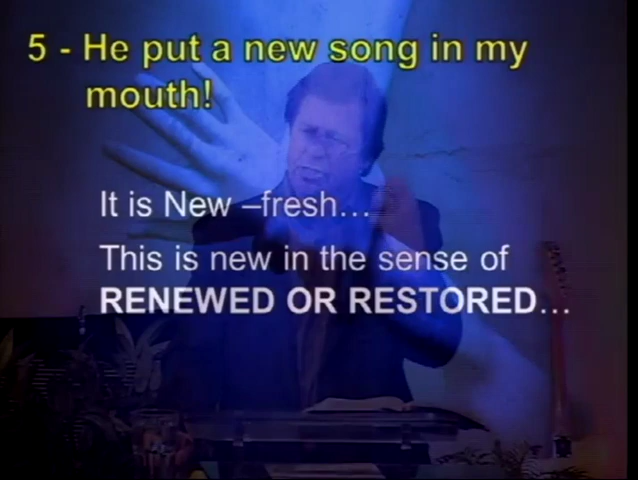 5 - He put a new song in my
mouth!
It is New –fresh…
This is new in the sense of
RENEWED OR RESTORED…